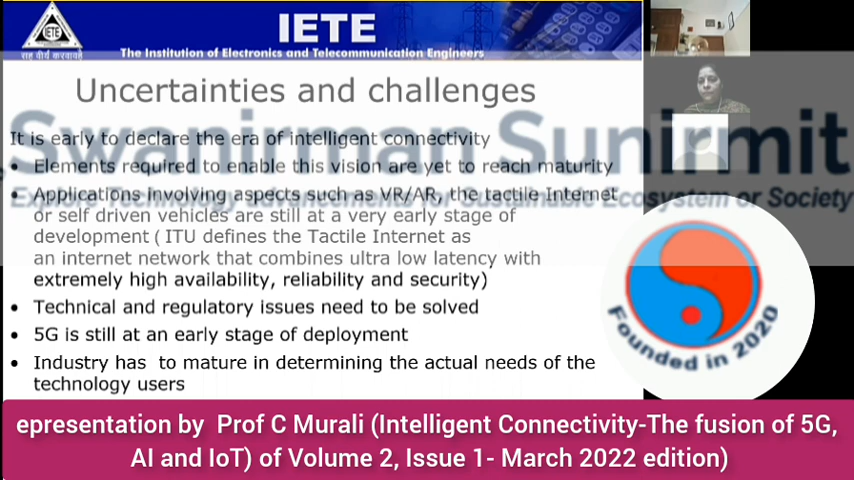 IETE
IETE
The Institution of Electronics and Telecommunication Engineers
सह वीर्यं करवावहे
Uncertainties and challenges
Swanirman Sunirmit
It is early to declare the era of intelligent connectivity
• Elements required to enable this vision are yet to reach maturity
• Applications involving aspects such as VR/AR, the tactile Internet
Sustainable Ecosystem or Society
or self driven vehicles are still at a very early stage of
development ( ITU defines the Tactile Internet as
an internet network that combines ultra low latency with
extremely high availability, reliability and security)
• Technical and regulatory issues need to be solved
• 5G is still at an early stage of deployment
• Industry has to mature in determining the actual needs of the
technology users
Founded in 2020
epresentation by Prof C Murali (Intelligent Connectivity-The fusion of 5G,
AI and IoT) of Volume 2, Issue 1- March 2022 edition)